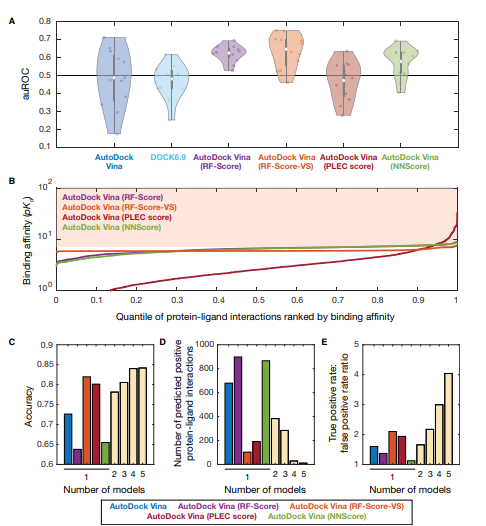 A
0.8
0.7
0.6
0.5
0.4
0.3
0.2
0.1
auROC
AutoDock Vina
DOCK6.9
AutoDock Vina (RF-Score)
AutoDock Vina (RF-Score-VS)
AutoDock Vina (PLEC score)
AutoDock Vina (NNScore)
B
10^2
10^1
10^0
Binding affinity (pK_d)
AutoDock Vina (RF-Score)
AutoDock Vina (RF-Score-VS)
AutoDock Vina (PLEC score)
AutoDock Vina (NNScore)
0 0.1 0.2 0.3 0.4 0.5 0.6 0.7 0.8 0.9 1
Quantile of protein-ligand interactions ranked by binding affinity
C
0.9
0.85
0.8
0.75
0.7
0.65
0.6
Accuracy
1 2 3 4 5
Number of models
D
1000
800
600
400
200
0
Number of predicted positive
protein-ligand interactions
1 2 3 4 5
Number of models
E
5
4
3
2
1
True positive rate:
false positive rate ratio
1 2 3 4 5
Number of models
AutoDock Vina AutoDock Vina (RF-Score) AutoDock Vina (RF-Score-VS)
AutoDock Vina (PLEC score) AutoDock Vina (NNScore)